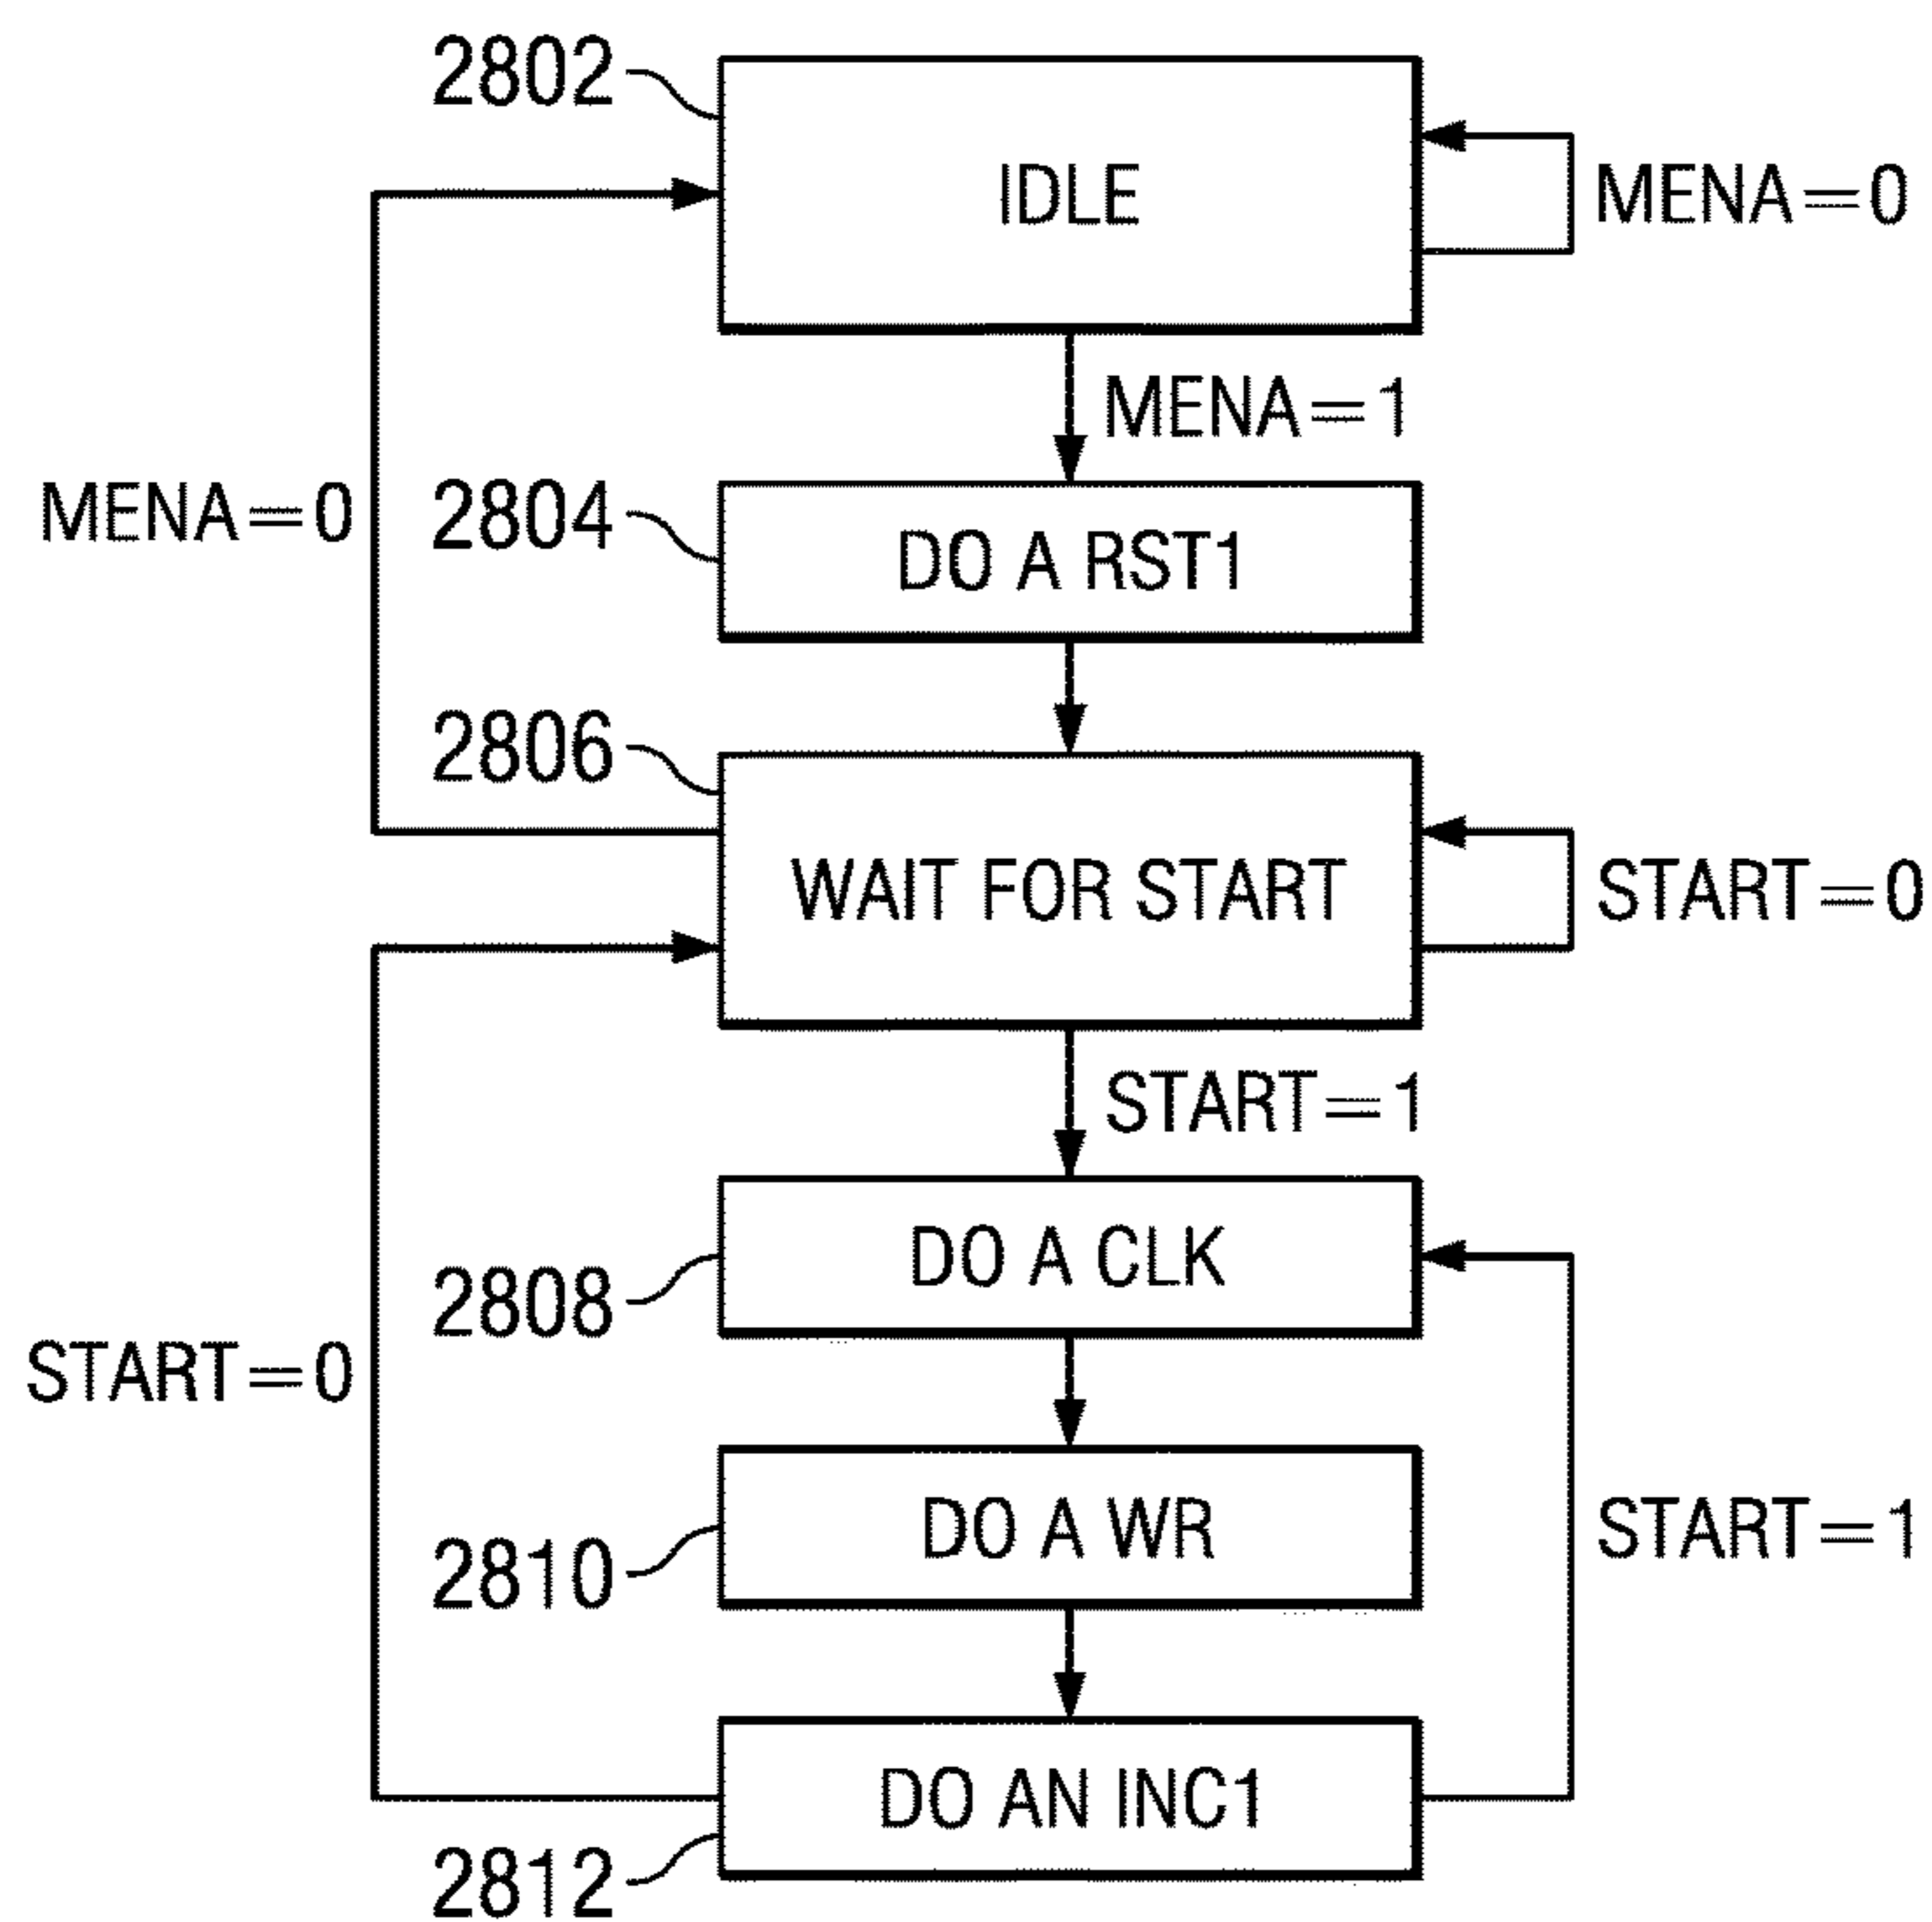 2802
IDLE
MENA=0
MENA=1
MENA=0
2804
DO A RST1
2806
WAIT FOR START
START=0
START=1
DO A CLK
2808
START=0
DO A WR
START=1
2810
DO AN INC1
2812